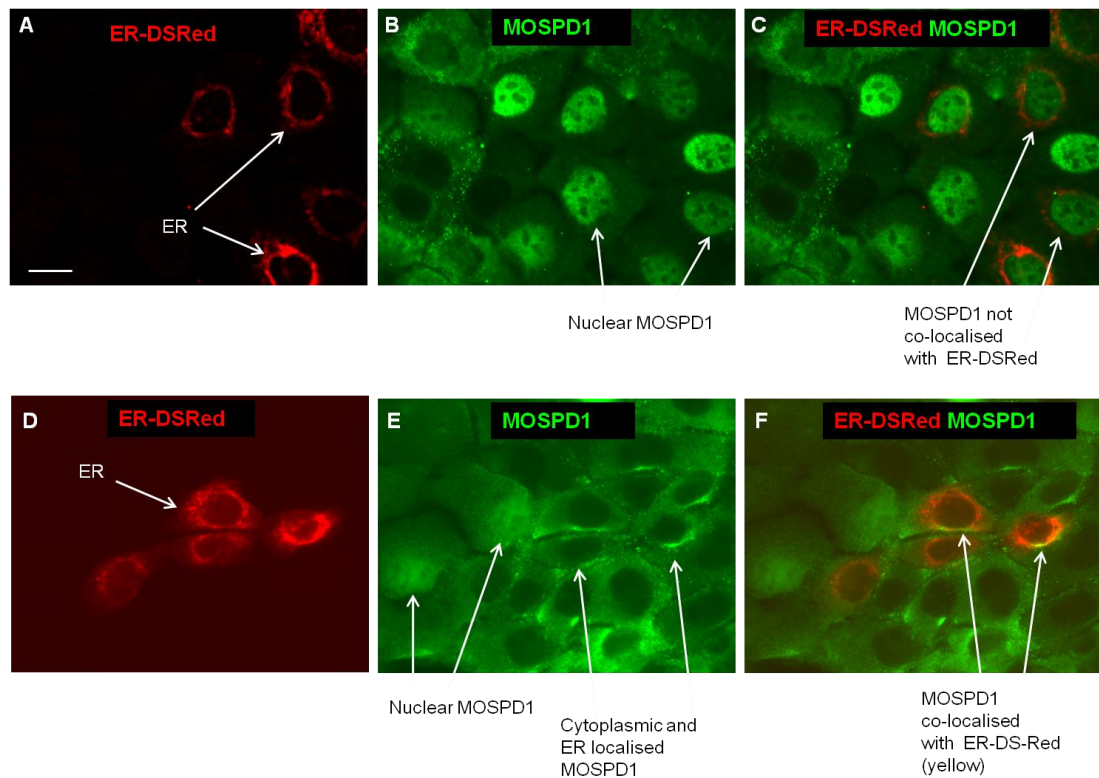 A
ER-DSRed
ER
B
MOSPD1
Nuclear MOSPD1
C
ER-DSRed MOSPD1
MOSPD1 not
co-localised
with ER-DSRed
D
ER-DSRed
ER
E
MOSPD1
Nuclear MOSPD1
Cytoplasmic and
ER localised
MOSPD1
F
ER-DSRed MOSPD1
MOSPD1
co-localised
with ER-DS-Red
(yellow)